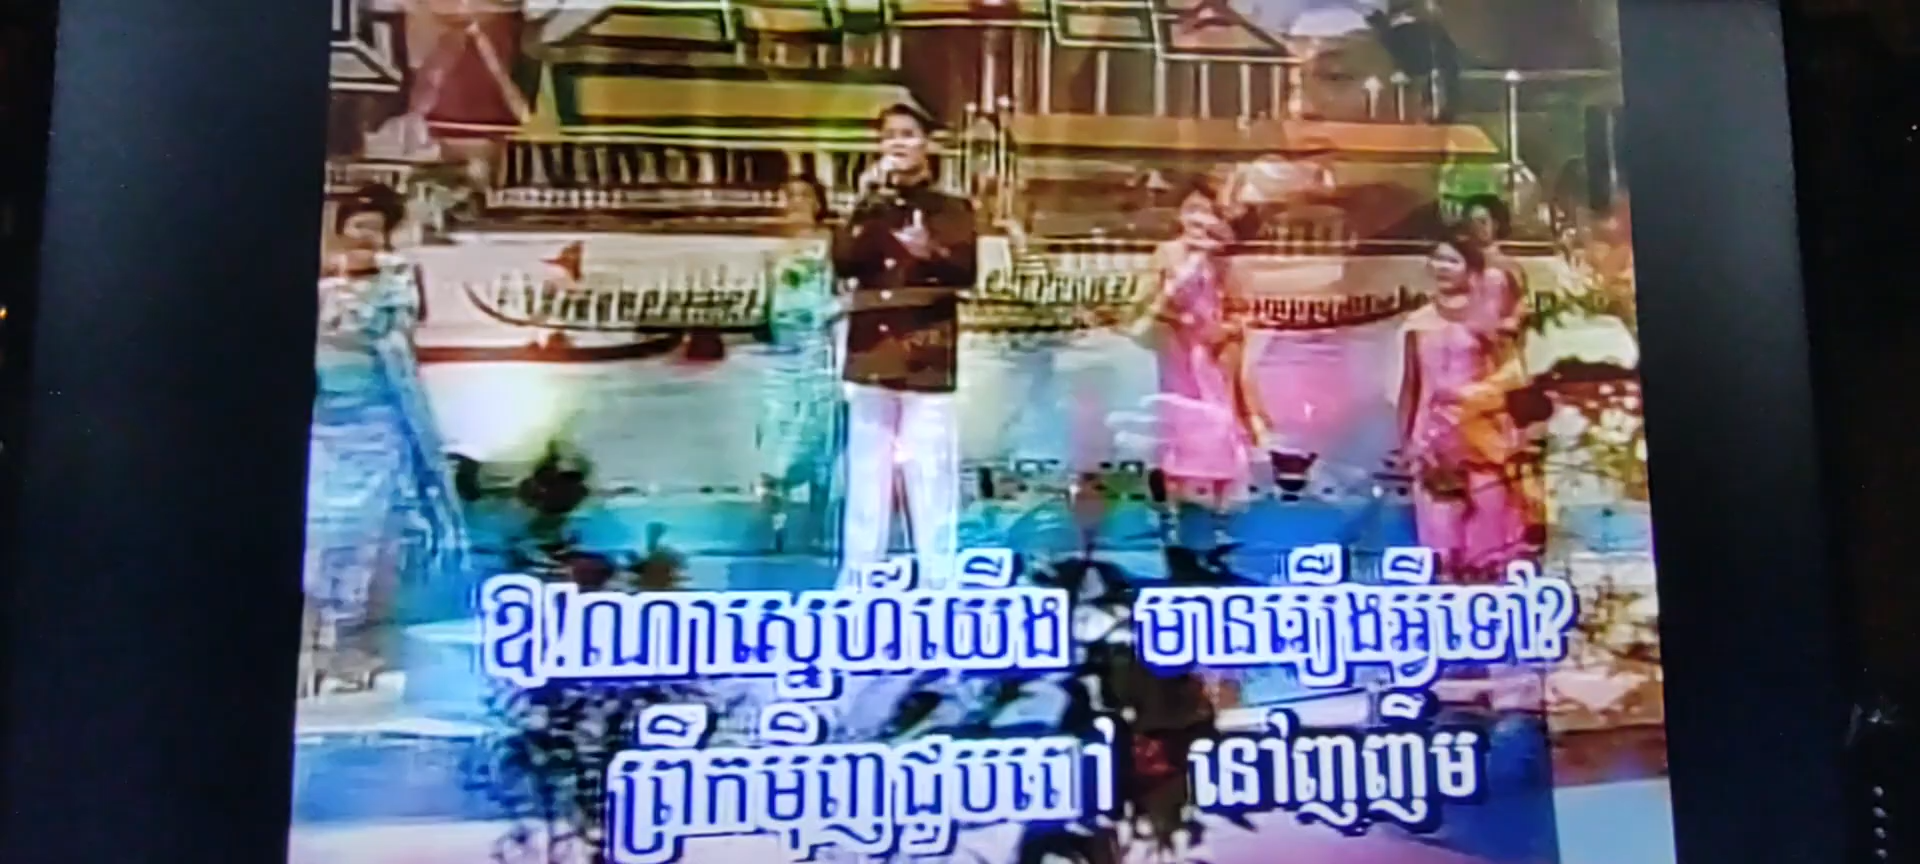 ឱ!ណាស្នេហ៍យើង មានរឿងអ្វីទៅ?
ព្រឹកម៉ិញជួបពៅ នៅញញឹម